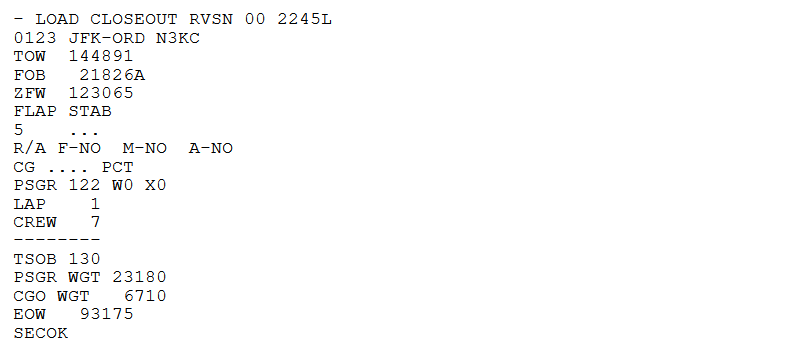 - LOAD CLOSEOUT RVSN 00 2245L
0123 JFK-ORD N3KC
TOW  144891
FOB   21826A
ZFW  123065
FLAP STAB
5    ...
R/A F-NO  M-NO  A-NO
CG .... PCT
PSGR 122 W0 X0
LAP    1
CREW   7
--------
TSOB 130
PSGR WGT 23180
CGO WGT   6710
EOW   93175
SECOK